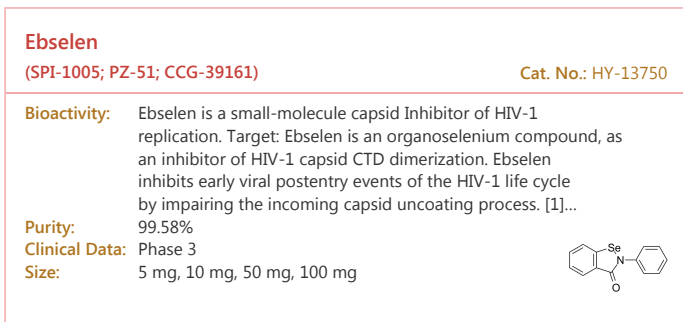 Ebselen
(SPI-1005; PZ-51; CCG-39161) Cat. No.: HY-13750
Bioactivity: Ebselen is a small-molecule capsid Inhibitor of HIV-1
replication. Target: Ebselen is an organoselenium compound, as
an inhibitor of HIV-1 capsid CTD dimerization. Ebselen
inhibits early viral postentry events of the HIV-1 life cycle
by impairing the incoming capsid uncoating process. [1]...
Purity: 99.58%
Clinical Data: Phase 3
Size: 5 mg, 10 mg, 50 mg, 100 mg
Se
N
O